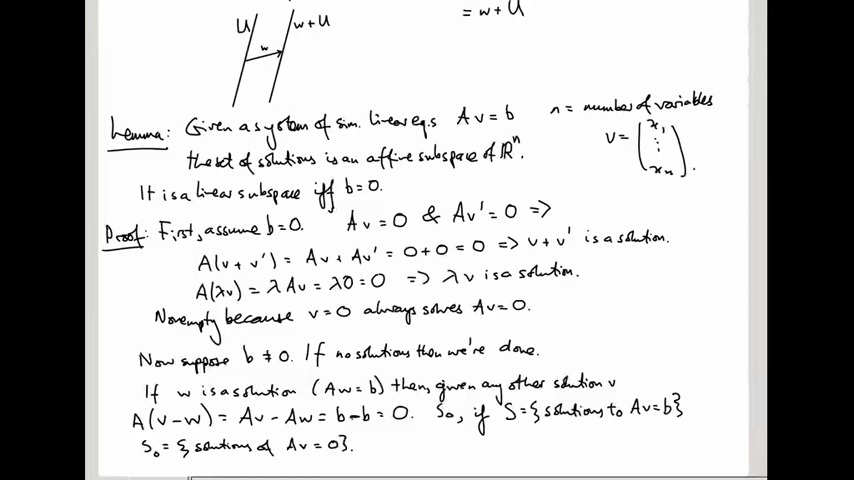 = w + U
U
w + U
w
Lemma: Given a system of sim. linear eqs Av = b
n = number of variables
the set of solutions is an affine subspace of ℝⁿ.
v = (x₁ ⋮ xₙ).
It is a linear subspace iff b = 0.
Proof: First, assume b = 0. Av = 0 & Av' = 0 =>
A(v + v') = Av + Av' = 0 + 0 = 0 => v + v' is a solution.
A(λv) = λAv = λ0 = 0 => λv is a solution.
Nonempty because v = 0 always solves Av = 0.
Now suppose b ≠ 0. If no solutions then we're done.
If w is a solution (Aw = b) then, given any other solution v
A(v-w) = Av - Aw = b - b = 0. So, if S = {solutions to Av = b}
S₀ = {solutions of Av = 0}.